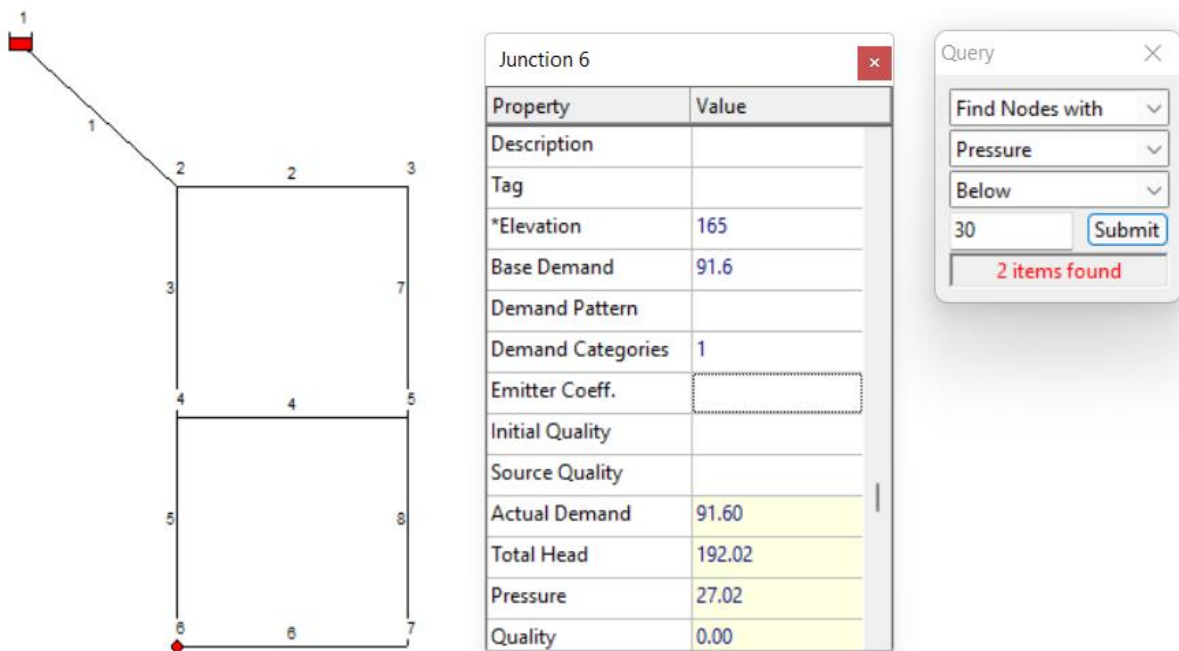 1
1
2 2 3
3 7
4 4 5
5 8
6 6 7
Junction 6
×
Property Value
Description
Tag
*Elevation 165
Base Demand 91.6
Demand Pattern
Demand Categories 1
Emitter Coeff.
Initial Quality
Source Quality
Actual Demand 91.60
Total Head 192.02
Pressure 27.02
Quality 0.00
Query
Find Nodes with
Pressure
Below
30 Submit
2 items found